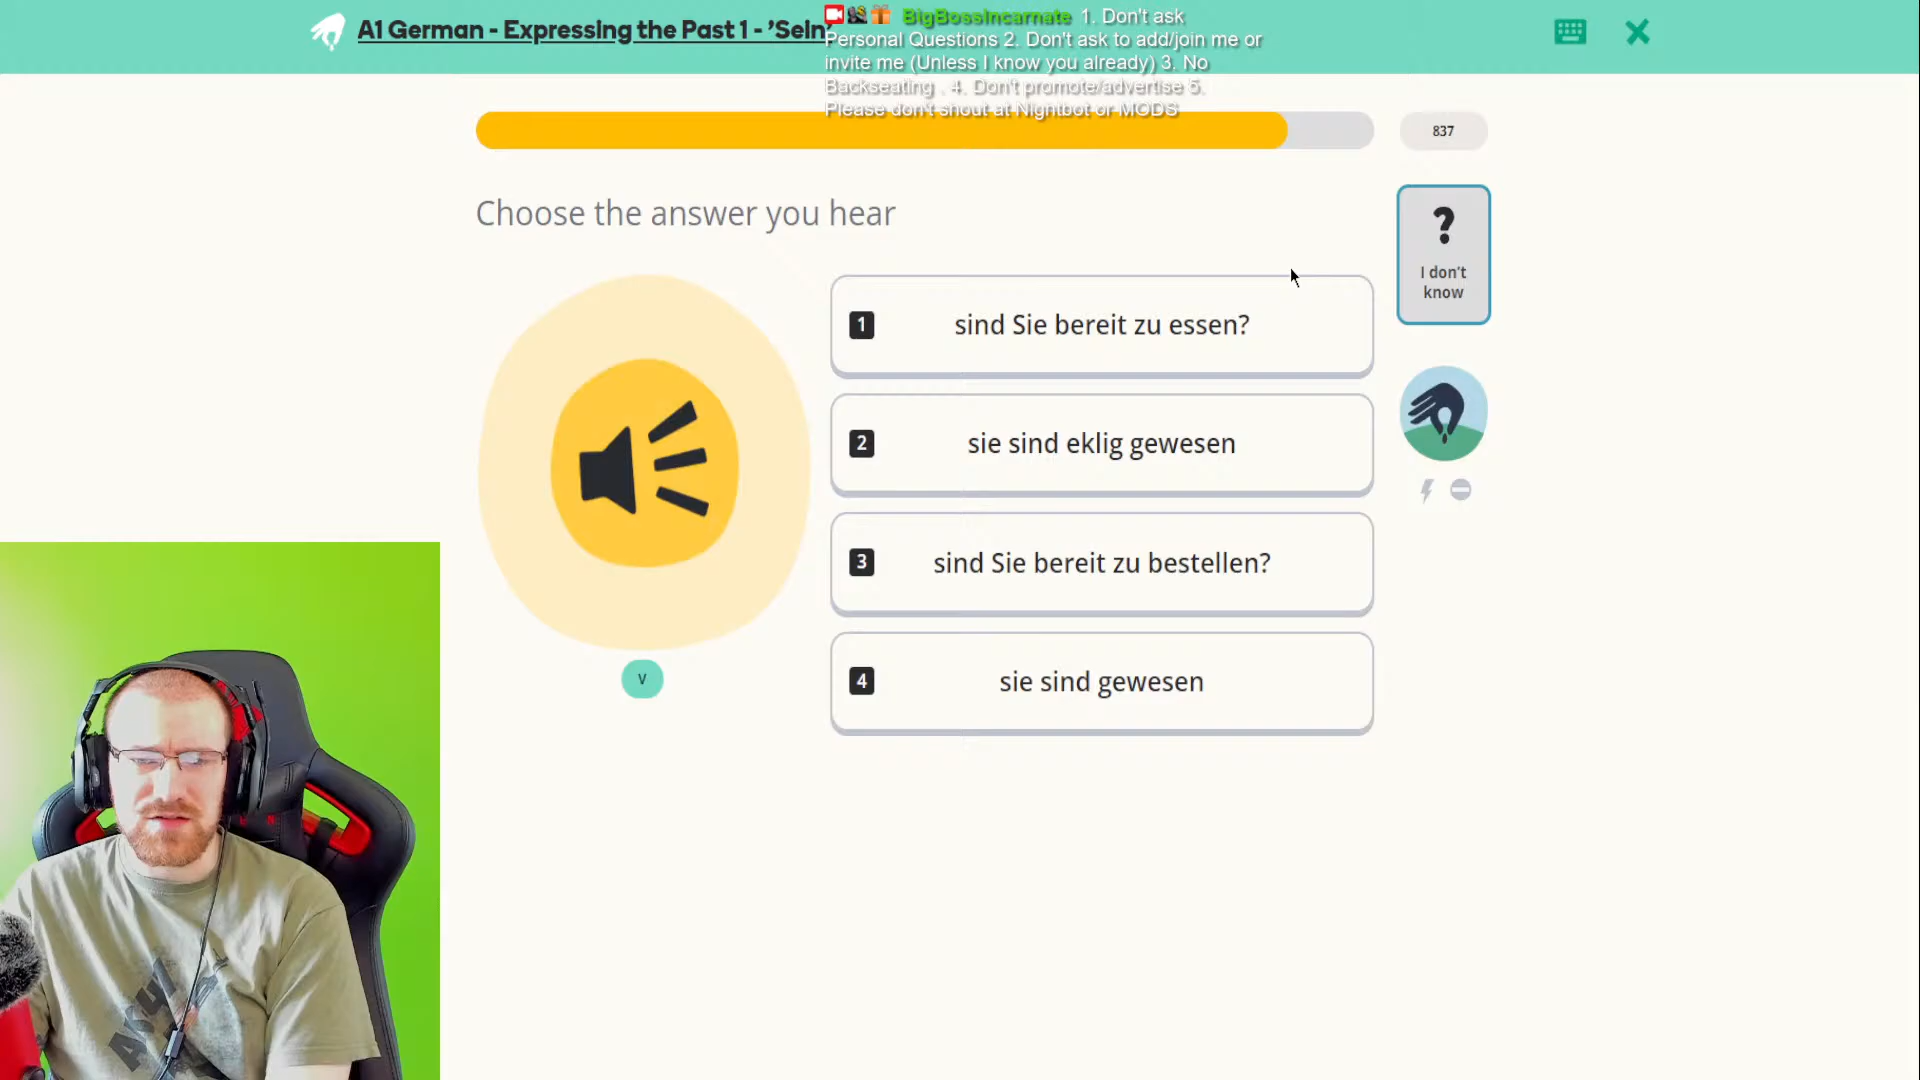 A1 German - Expressing the Past 1 - 'Sein'
BigBossIncarnate 1. Don't ask
Personal Questions 2. Don't ask to add/join me or
invite me (Unless I know you already) 3. No
Backseating . 4. Don't promote/advertise 5.
Please don't shout at Nightbot or MODS
837
Choose the answer you hear
?
I don't
know
1 sind Sie bereit zu essen?
2 sie sind eklig gewesen
3 sind Sie bereit zu bestellen?
4 sie sind gewesen
V